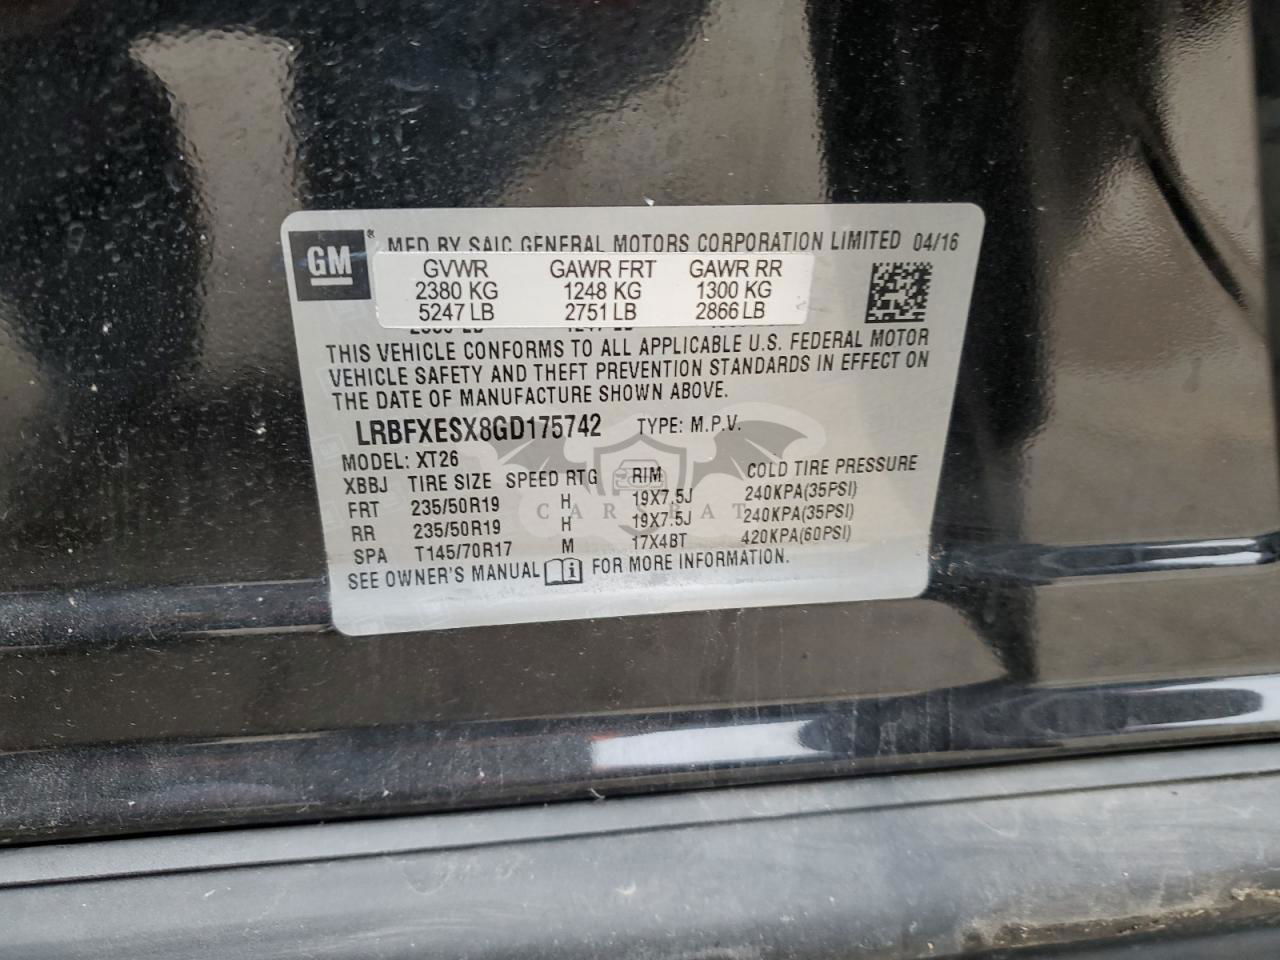 GM ® MFD BY SAIC GENERAL MOTORS CORPORATION LIMITED 04/16
GVWR GAWR FRT GAWR RR
2380 KG 1248 KG 1300 KG
5247 LB 2751 LB 2866 LB
THIS VEHICLE CONFORMS TO ALL APPLICABLE U.S. FEDERAL MOTOR
VEHICLE SAFETY AND THEFT PREVENTION STANDARDS IN EFFECT ON
THE DATE OF MANUFACTURE SHOWN ABOVE.
LRBFXESX8GD175742 TYPE: M.P.V.
MODEL: XT26
XBBJ TIRE SIZE SPEED RTG RIM COLD TIRE PRESSURE
FRT 235/50R19 H 19X7.5J 240KPA(35PSI)
RR 235/50R19 H 19X7.5J 240KPA(35PSI)
SPA T145/70R17 M 17X4BT 420KPA(60PSI)
SEE OWNER'S MANUAL i FOR MORE INFORMATION.
CARSBAT